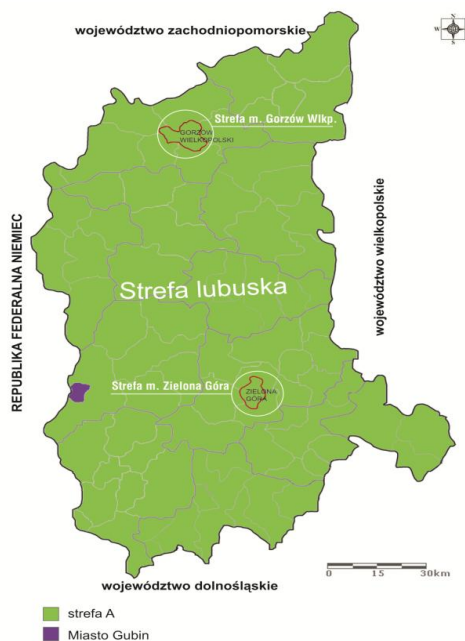 województwo zachodniopomorskie
N
W
E
S
Strefa m. Gorzów Wlkp.
GORZÓW
WIELKOPOLSKI
REPUBLIKA FEDERALNA NIEMIEC
województwo wielkopolskie
Strefa lubuska
Strefa m. Zielona Góra
ZIELONA
GÓRA
0 15 30km
województwo dolnośląskie
strefa A
Miasto Gubin